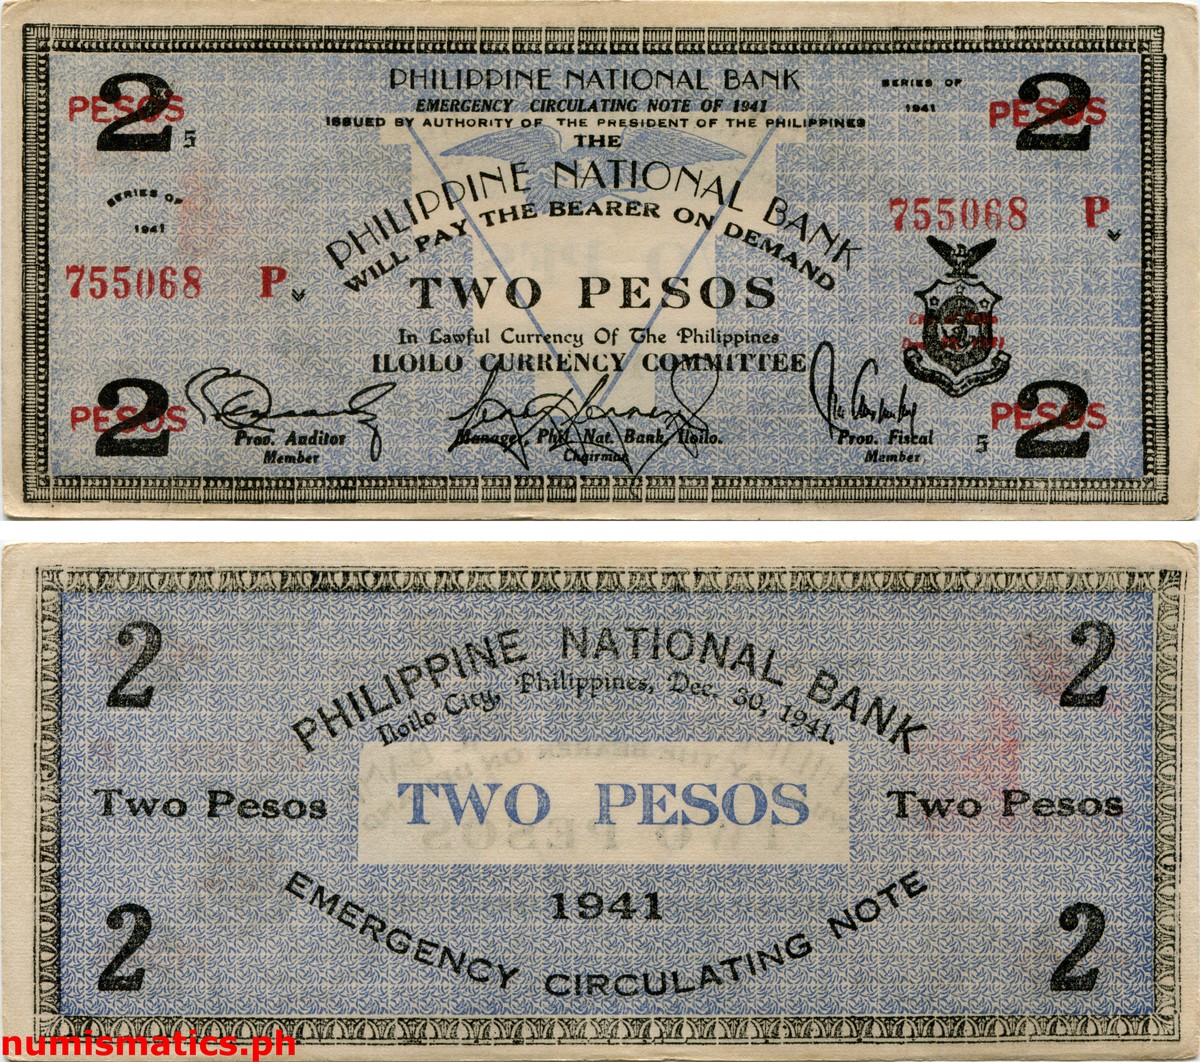 PHILIPPINE NATIONAL BANK
EMERGENCY CIRCULATING NOTE OF 1941
ISSUED BY AUTHORITY OF THE PRESIDENT OF THE PHILIPPINES
THE
PHILIPPINE NATIONAL BANK
WILL PAY THE BEARER ON DEMAND
TWO PESOS
In Lawful Currency Of The Philippines
ILOILO CURRENCY COMMITTEE
2 PESOS 5
SERIES OF
1941
2 PESOS
SERIES OF
1941
755068 P
755068 P
2 PESOS
Prov. Auditor
Member
Manager, Phil. Nat. Bank, Iloilo.
Chairman
Prov. Fiscal
Member
5
2 PESOS
2
PHILIPPINE NATIONAL BANK
2
Iloilo City, Philippines, Dec. 30, 1941.
Two Pesos
TWO PESOS
Two Pesos
1941
EMERGENCY CIRCULATING NOTE
2
2
numismatics.ph